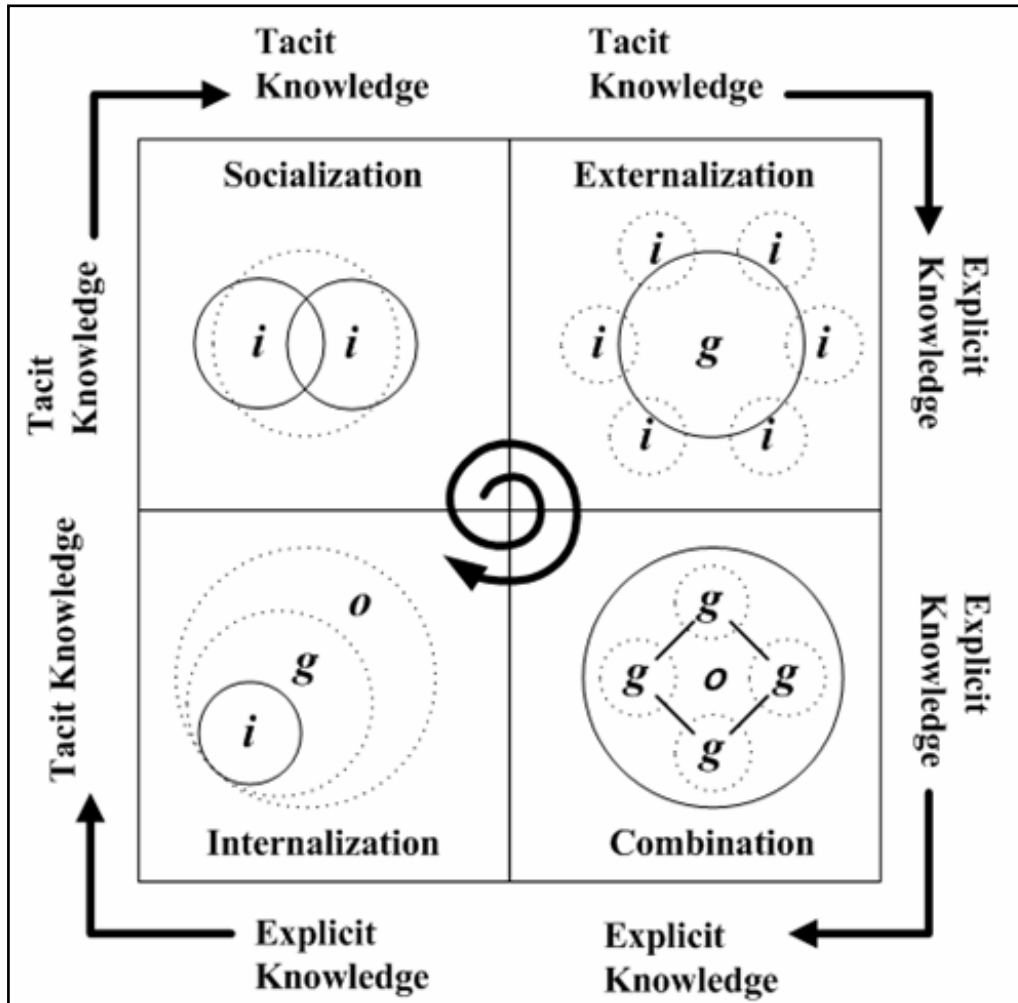 Tacit
Knowledge
Tacit
Knowledge
Socialization
Externalization
i
i
i
i
i
i
g
i
i
i
Tacit
Knowledge
Explicit
Knowledge
o
g
i
g
g
o
g
g
Tacit Knowledge
Explicit
Knowledge
Internalization
Combination
Explicit
Knowledge
Explicit
Knowledge